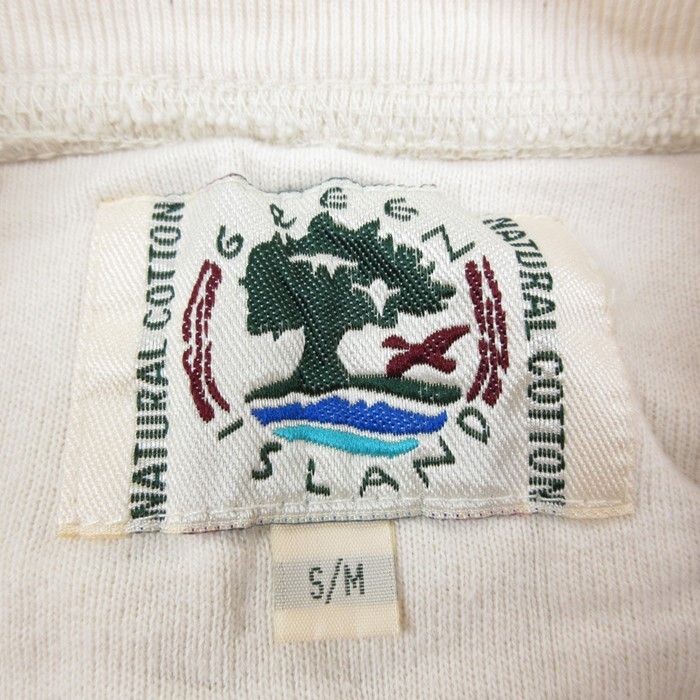 GREEN
ISLAND
NATURAL COTTON
NATURAL COTTON
S/M